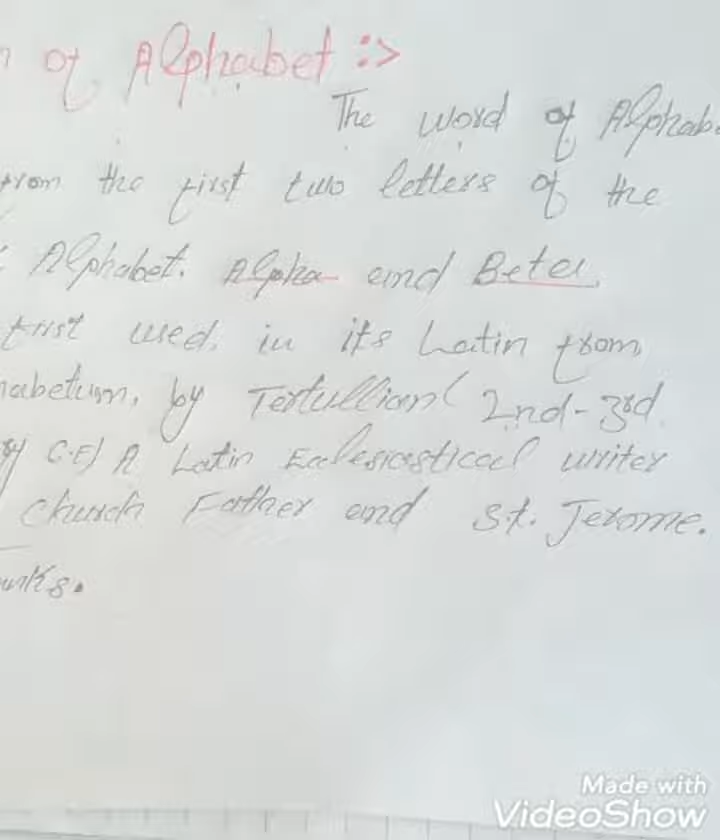 of Alphabet :>
The word of Alphab
from the first two letters of the
Alphabet. Alpha and Beta
first used, in its Latin from,
habetum, by Tertullian( 2nd-3rd
C.E) A Latin Ecclesiastical writer
church Father and St. Jerome.
Made with
VideoShow